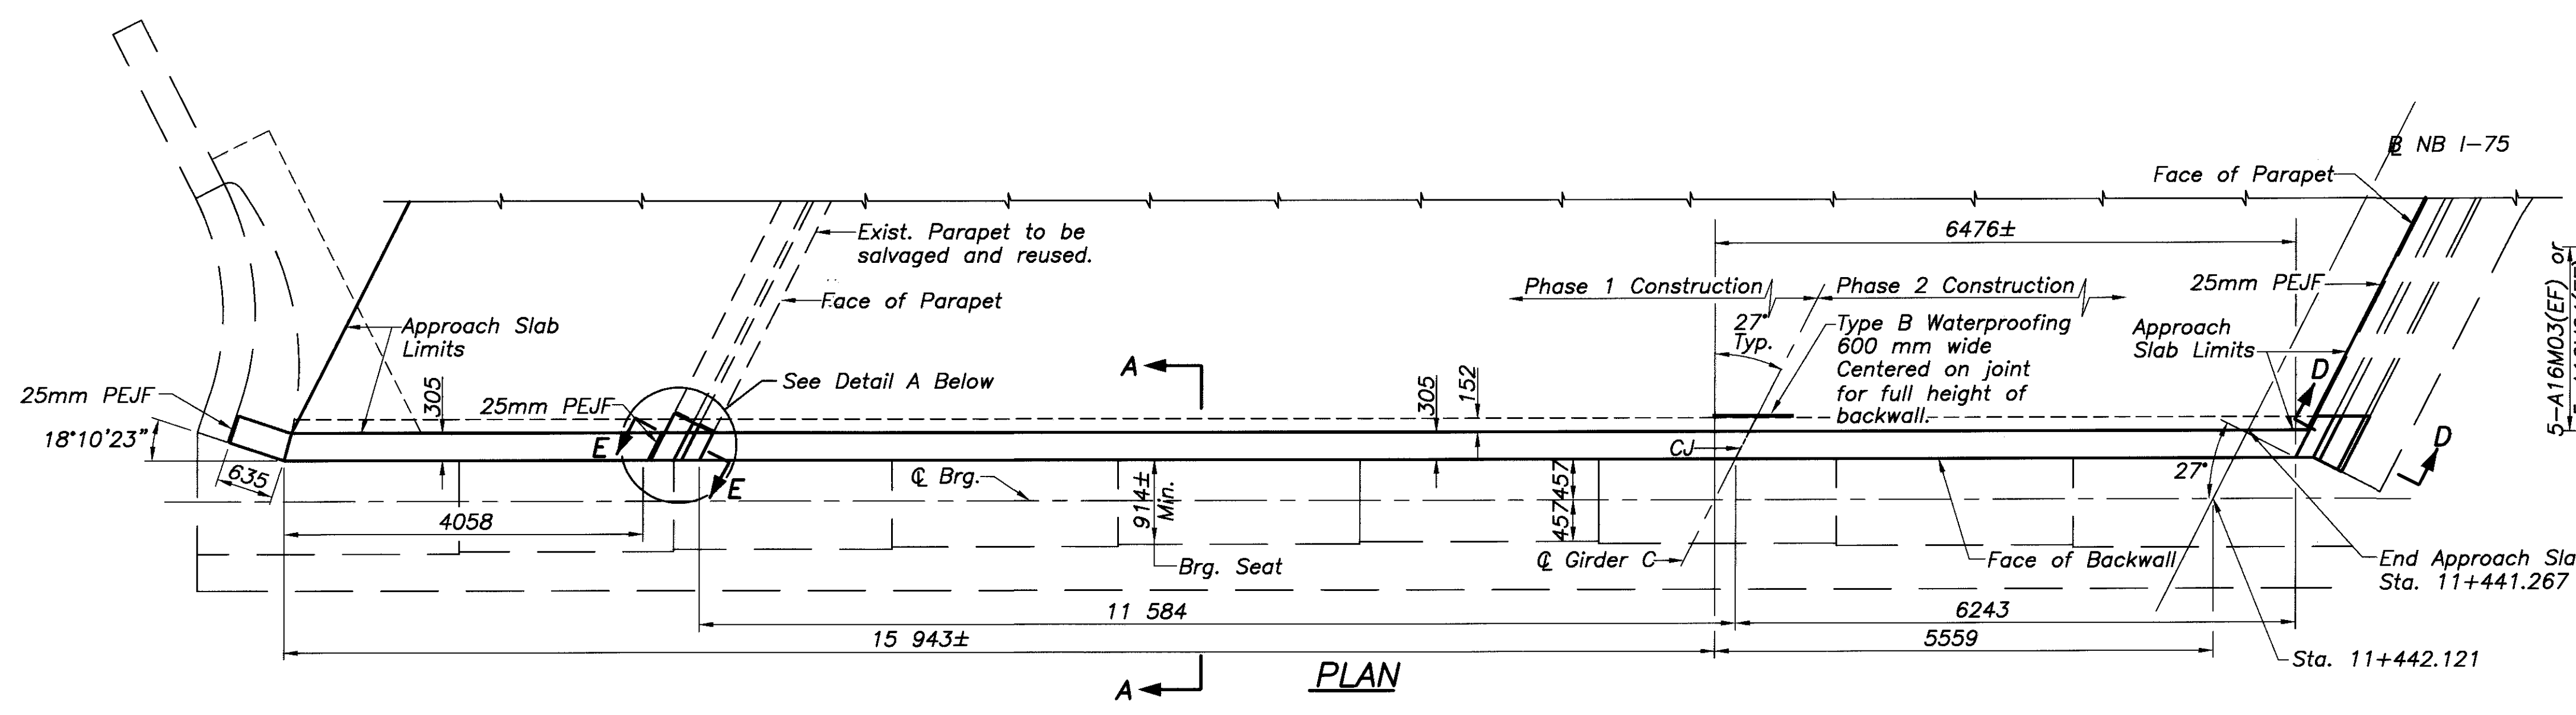 ℄ NB I-75
Face of Parapet
6476±
Exist. Parapet to be
salvaged and reused.
Phase 1 Construction
Phase 2 Construction
25mm PEJF
5-A16M03(EF) or
Face of Parapet
Approach Slab
Limits
27°
Typ.
Type B Waterproofing
600 mm wide
Centered on joint
for full height of
backwall.
Approach
Slab Limits
A
See Detail A Below
D
25mm PEJF
305
25mm PEJF
305
152
18°10'23"
E
CJ
D
635
E
℄ Brg.
914±
Min.
457
457
27°
4058
Brg. Seat
℄ Girder C
Face of Backwall
End Approach Sla
Sta. 11+441.267
11 584
6243
15 943±
5559
Sta. 11+442.121
A
PLAN